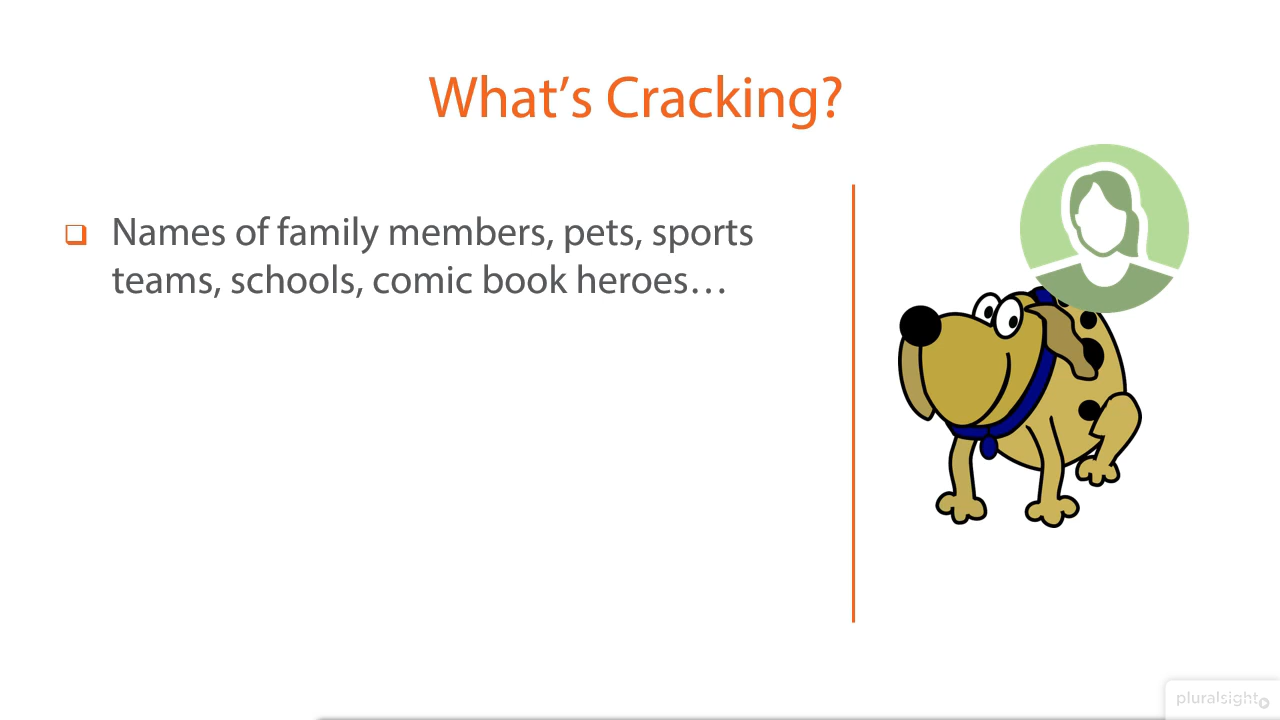 What’s Cracking?
Names of family members, pets, sports
teams, schools, comic book heroes…
pluralsight